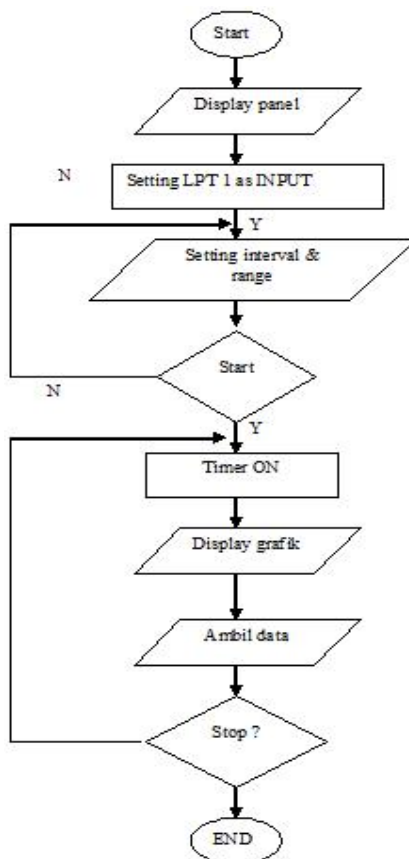 Start
Display panel
N
Setting LPT 1 as INPUT
Y
Setting interval &
range
Start
N
Y
Timer ON
Display grafik
Ambil data
Stop ?
END